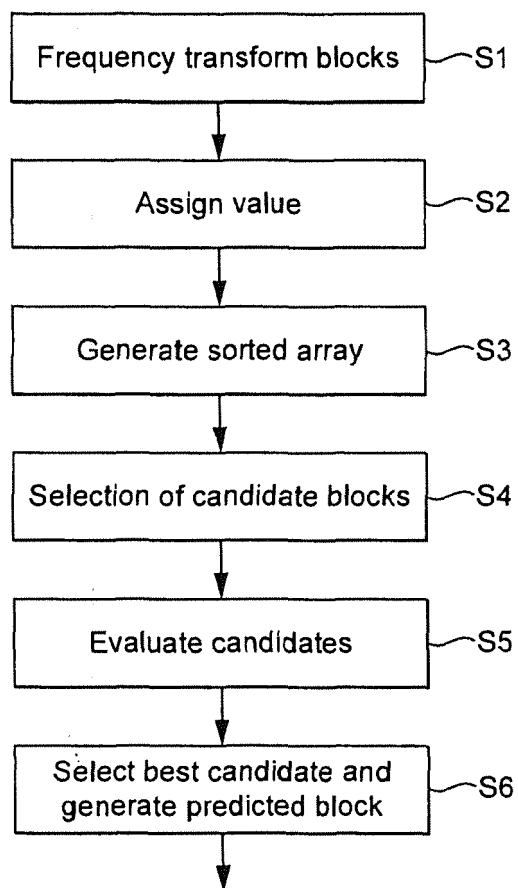 Frequency transform blocks S1
Assign value S2
Generate sorted array S3
Selection of candidate blocks S4
Evaluate candidates S5
Select best candidate and
generate predicted block S6